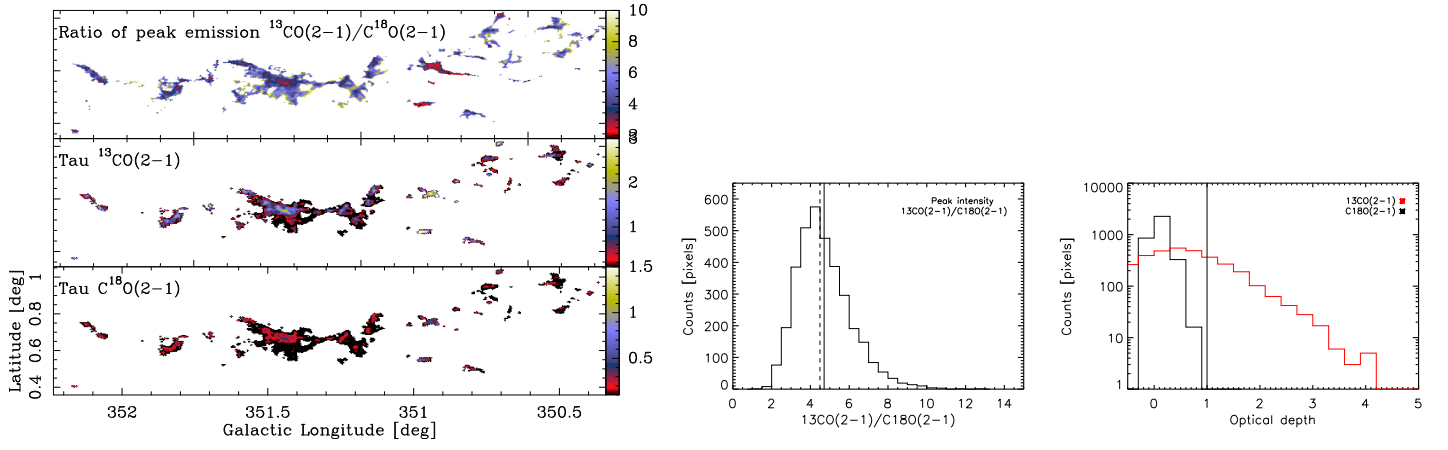 Ratio of peak emission ¹³CO(2-1)/C¹⁸O(2-1)
10
8
6
4
2
Tau ¹³CO(2-1)
3
2
1
Tau C¹⁸O(2-1)
1.5
1
0.5
Latitude [deg]
1
0.8
0.6
0.4
352 351.5 351 350.5
Galactic Longitude [deg]
Peak intensity
13CO(2-1)/C18O(2-1)
Counts [pixels]
600
500
400
300
200
100
0
0 2 4 6 8 10 12 14
13CO(2-1)/C18O(2-1)
13CO(2-1)
C18O(2-1)
Counts [pixels]
10000
1000
100
10
1
0 1 2 3 4 5
Optical depth